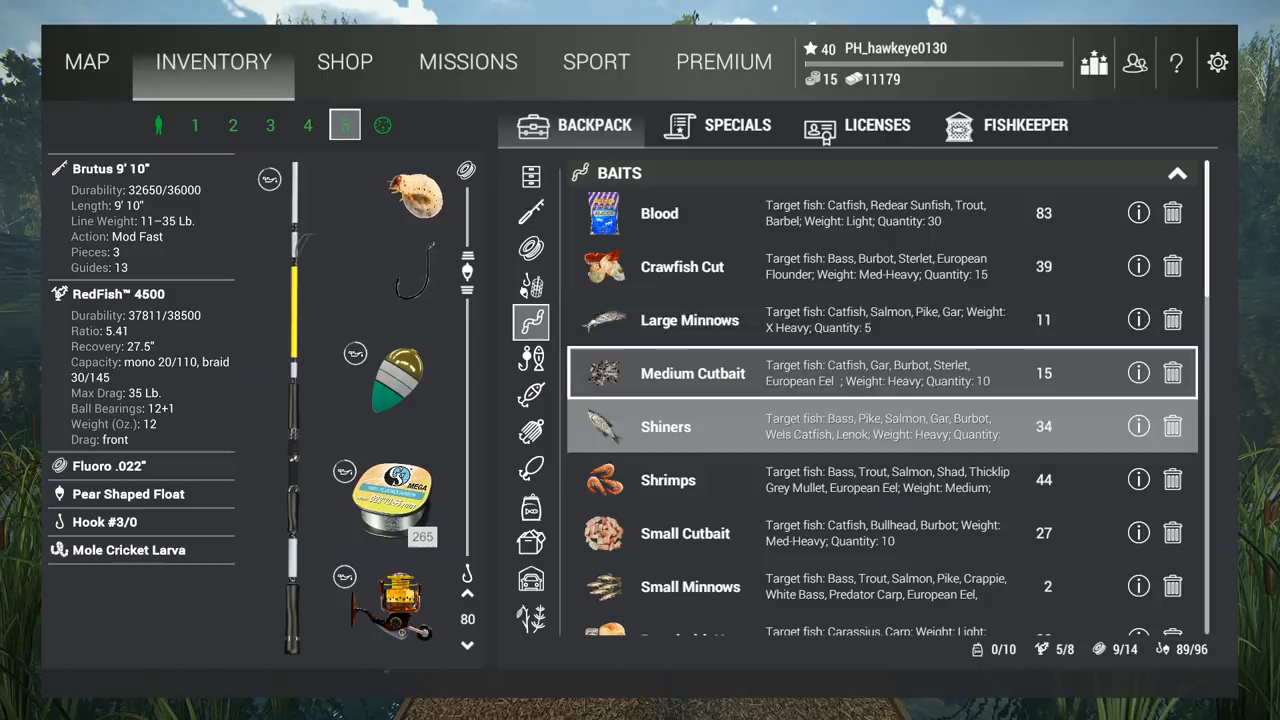 MAP INVENTORY SHOP MISSIONS SPORT PREMIUM
40 PH_hawkeye0130
15 11179
1 2 3 4
BACKPACK SPECIALS LICENSES FISHKEEPER
Brutus 9' 10"
Durability: 32650/36000
Length: 9' 10"
Line Weight: 11–35 Lb.
Action: Mod Fast
Pieces: 3
Guides: 13
RedFish™ 4500
Durability: 37811/38500
Ratio: 5.41
Recovery: 27.5"
Capacity: mono 20/110, braid
30/145
Max Drag: 35 Lb.
Ball Bearings: 12+1
Weight (Oz.): 12
Drag: front
Fluoro .022"
Pear Shaped Float
Hook #3/0
Mole Cricket Larva
MEGA
265
80
BAITS
Blood
Target fish: Catfish, Redear Sunfish, Trout,
Barbel; Weight: Light; Quantity: 30
83
Crawfish Cut
Target fish: Bass, Burbot, Sterlet, European
Flounder; Weight: Med-Heavy; Quantity: 15
39
Large Minnows
Target fish: Catfish, Salmon, Pike, Gar; Weight:
X Heavy; Quantity: 5
11
Medium Cutbait
Target fish: Catfish, Gar, Burbot, Sterlet,
European Eel ; Weight: Heavy; Quantity: 10
15
Shiners
Target fish: Bass, Pike, Salmon, Gar, Burbot,
Wels Catfish, Lenok; Weight: Heavy; Quantity:
34
Shrimps
Target fish: Bass, Trout, Salmon, Shad, Thicklip
Grey Mullet, European Eel; Weight: Medium;
44
Small Cutbait
Target fish: Catfish, Bullhead, Burbot; Weight:
Med-Heavy; Quantity: 10
27
Small Minnows
Target fish: Bass, Trout, Salmon, Pike, Crappie,
White Bass, Predator Carp, European Eel,
2
Target fish: Carassius, Carp; Weight: Light;
0/10 5/8 9/14 89/96